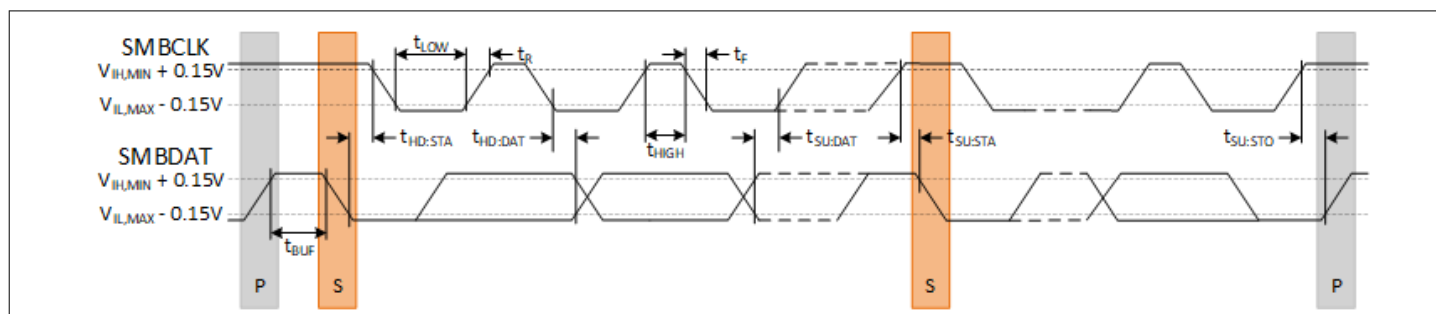 SMBCLK
VIH,MIN + 0.15V
VIL,MAX - 0.15V
tLOW
tR
tF
tHD:STA
tHD:DAT
tHIGH
tSU:DAT
tSU:STA
tSU:STO
SMBDAT
VIH,MIN + 0.15V
VIL,MAX - 0.15V
tBUF
P
S
S
P